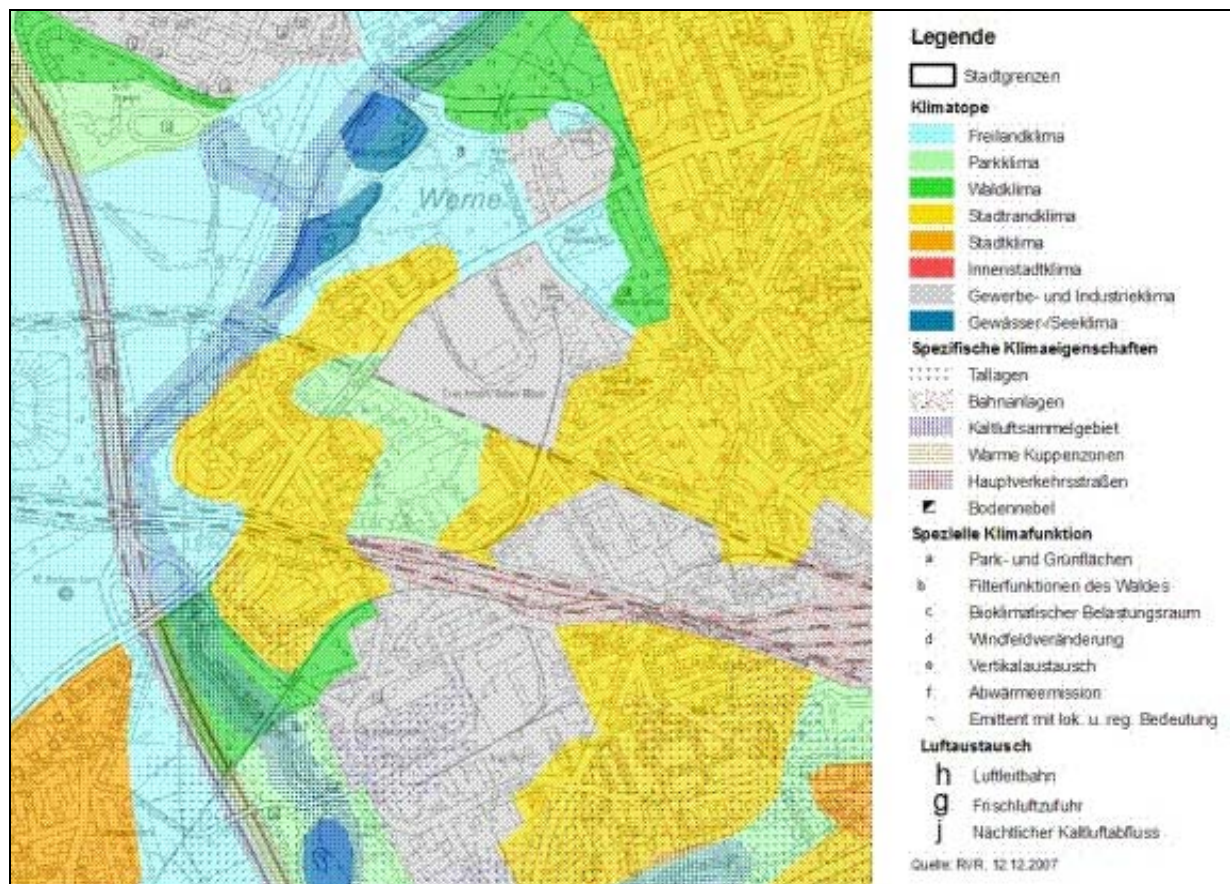 Werne
Legende
Stadtgrenzen
Klimatope
Freilandklima
Parkklima
Waldklima
Stadtrandklima
Stadtklima
Innenstadtklima
Gewerbe- und Industrieklima
Gewässer-/Seeklima
Spezifische Klimaeigenschaften
Tallagen
Bahnanlagen
Kaltluftsammelgebiet
Warme Kuppenzonen
Hauptverkehrsstraßen
Bodennebel
Spezielle Klimafunktion
a Park- und Grünflächen
b Filterfunktionen des Waldes
c Bioklimatischer Belastungsraum
d Windfeldveränderung
e Vertikalaustausch
f Abwärmeemission
~ Emittent mit lok. u. reg. Bedeutung
Luftaustausch
h Luftleitbahn
g Frischluftzufuhr
j Nächtlicher Kaltluftabfluss
Quelle: RVR, 12.12.2007